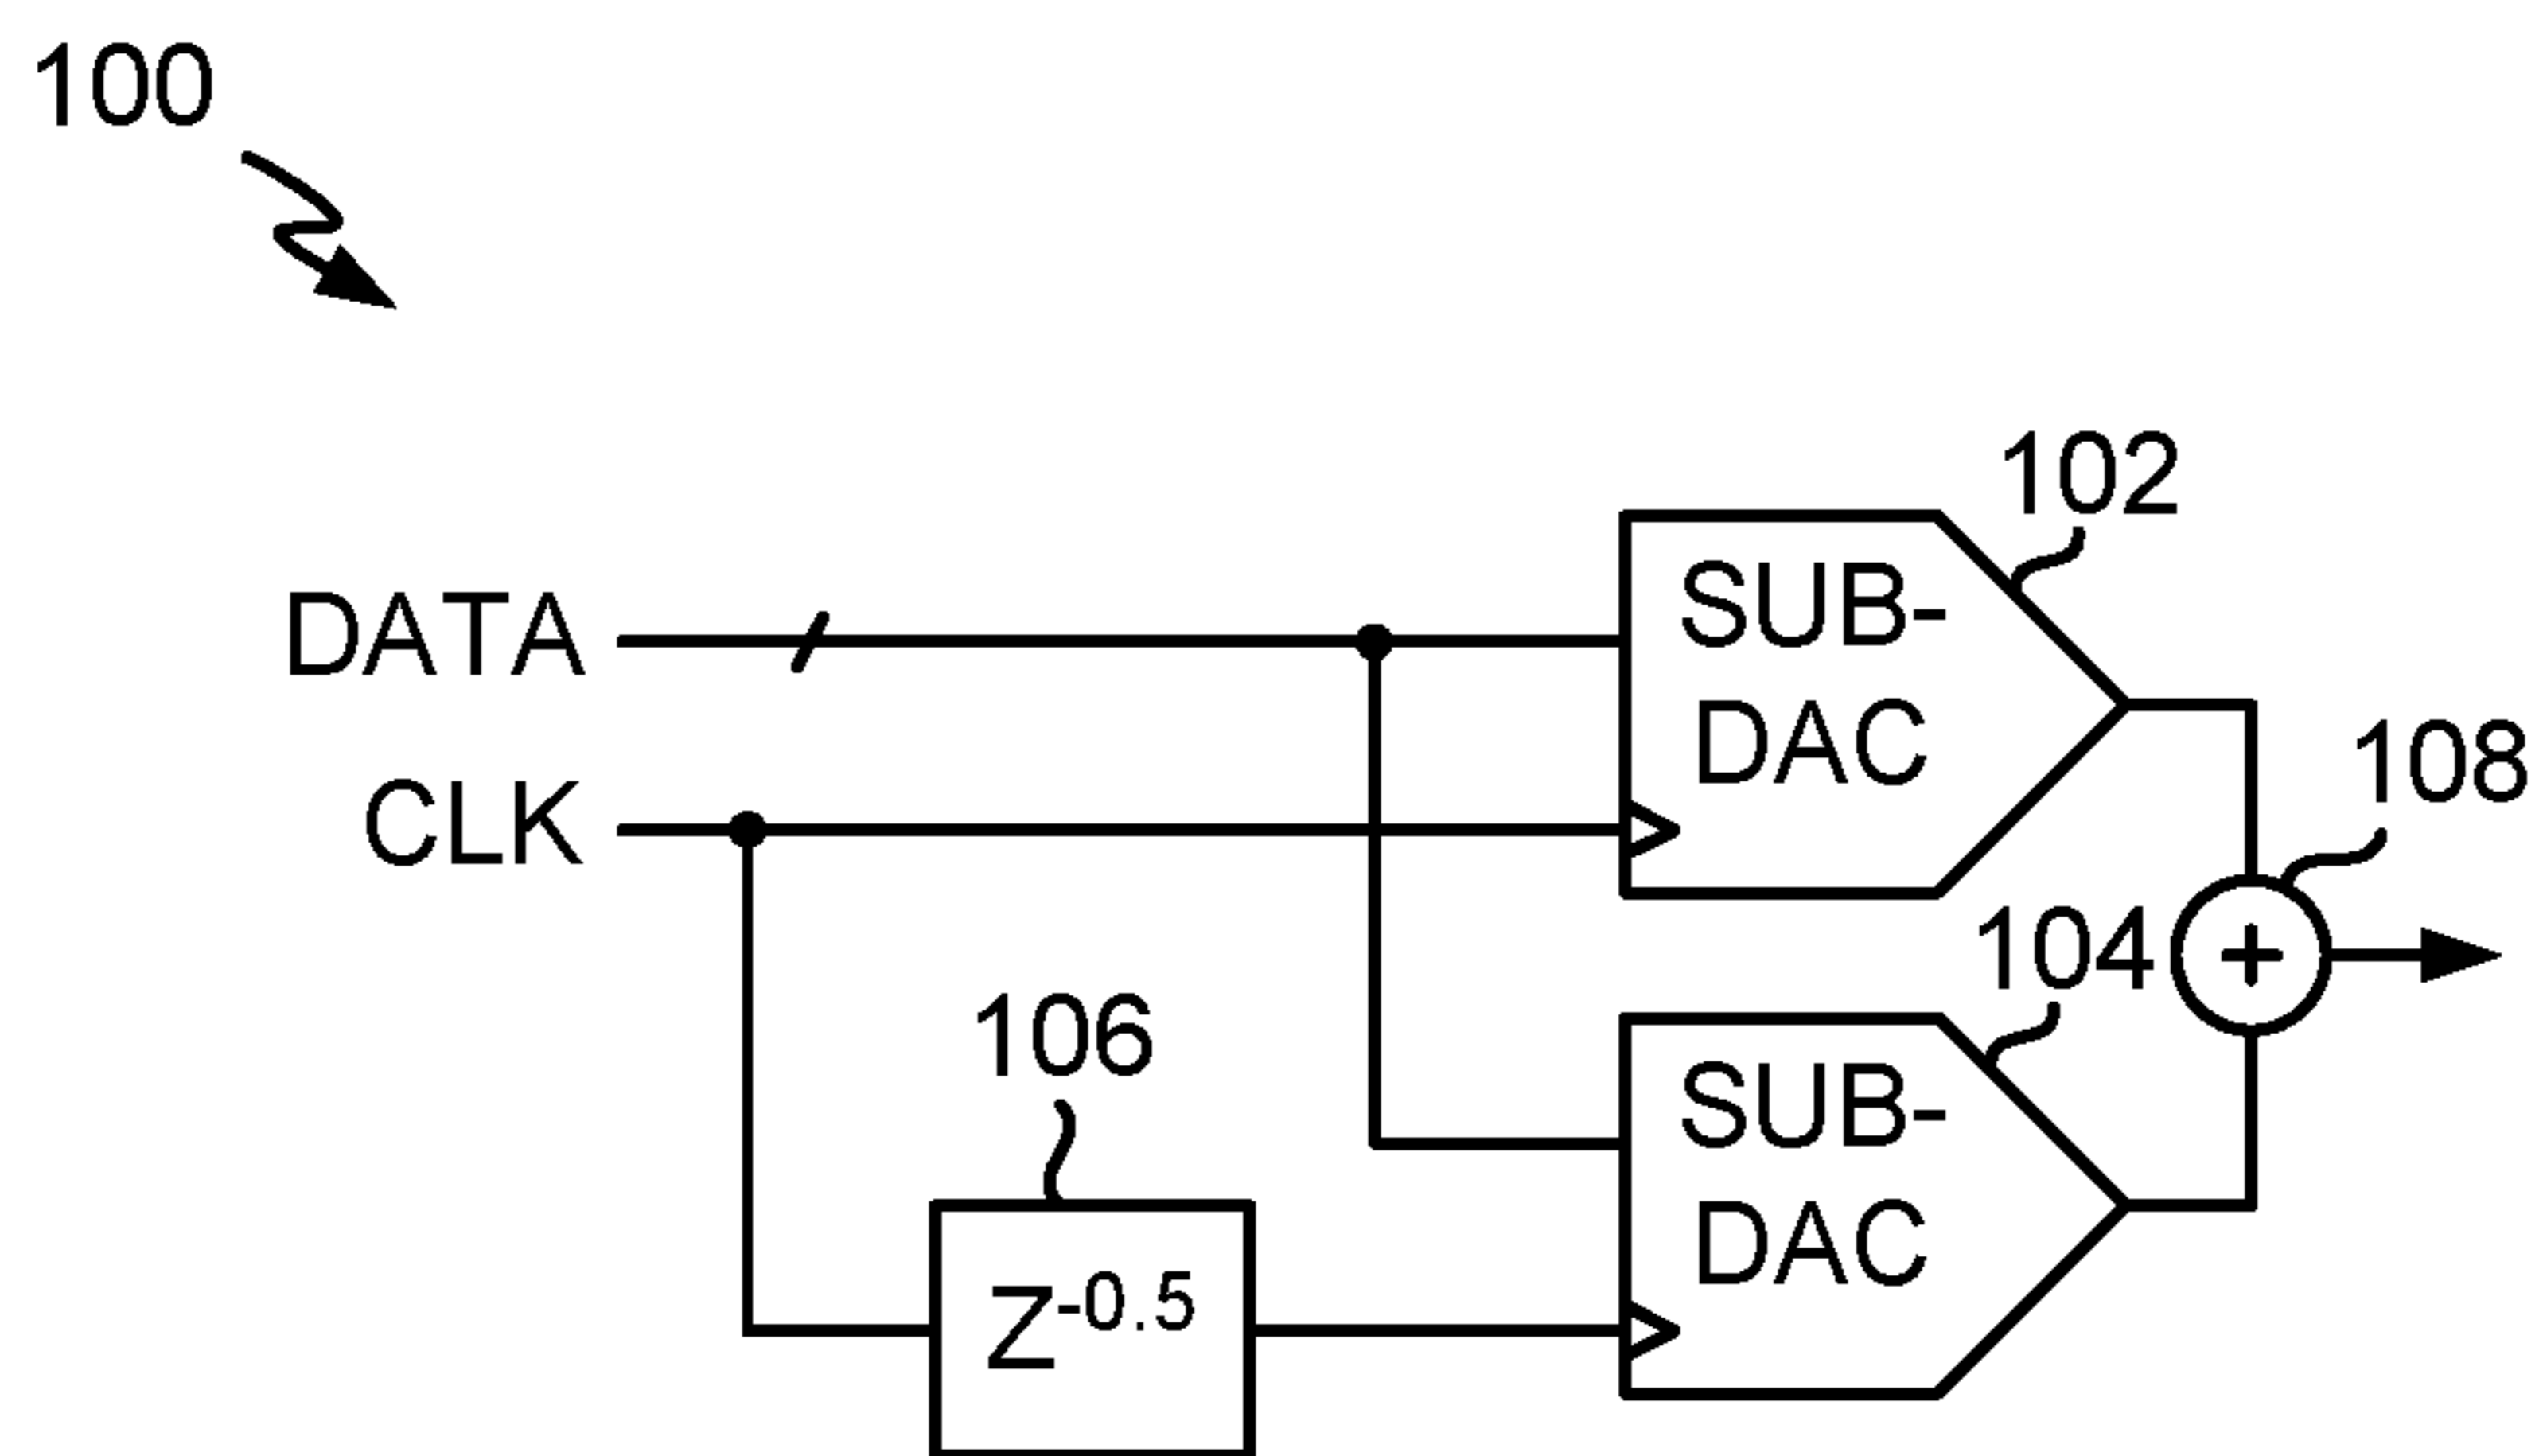 100
102
SUB-
DAC
DATA
CLK
108
104
SUB-
DAC
106
Z-0.5
+